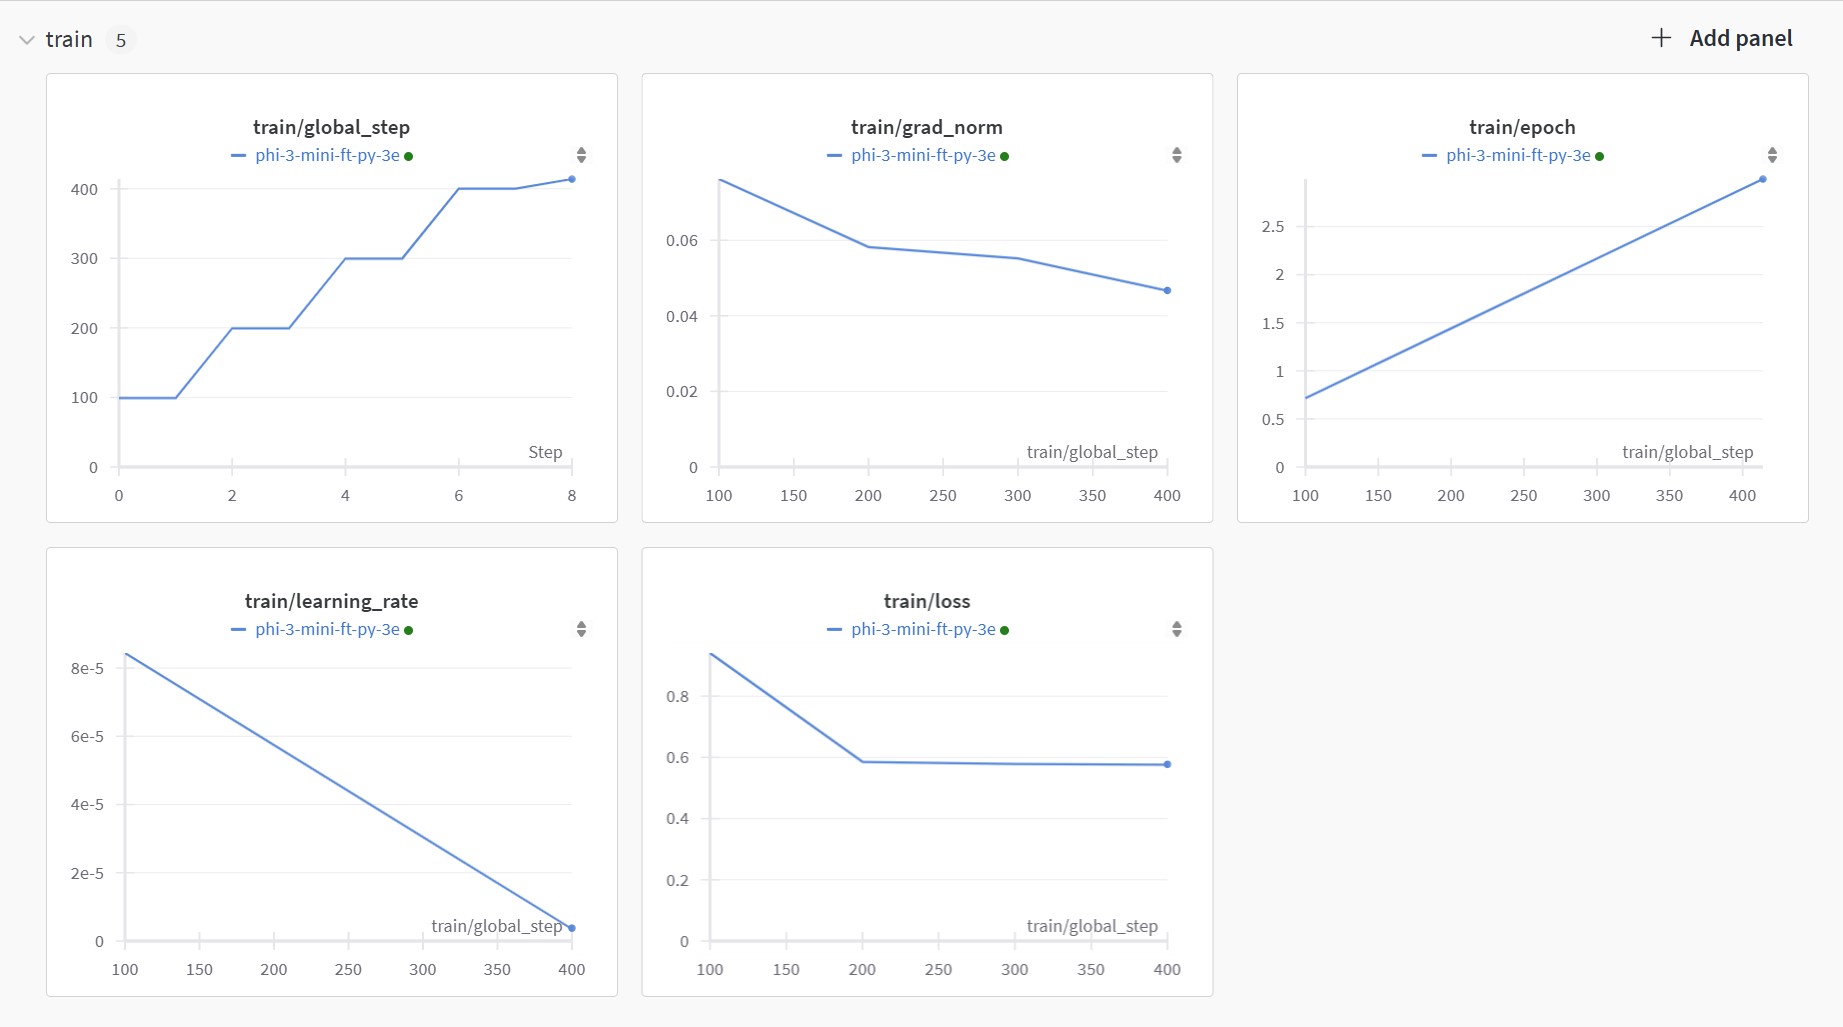 train 5
+ Add panel
train/global_step
phi-3-mini-ft-py-3e
400
300
200
100
0
Step
0 2 4 6 8
train/grad_norm
phi-3-mini-ft-py-3e
0.06
0.04
0.02
0
train/global_step
100 150 200 250 300 350 400
train/epoch
phi-3-mini-ft-py-3e
2.5
2
1.5
1
0.5
0
train/global_step
100 150 200 250 300 350 400
train/learning_rate
phi-3-mini-ft-py-3e
8e-5
6e-5
4e-5
2e-5
0
train/global_step
100 150 200 250 300 350 400
train/loss
phi-3-mini-ft-py-3e
0.8
0.6
0.4
0.2
0
train/global_step
100 150 200 250 300 350 400